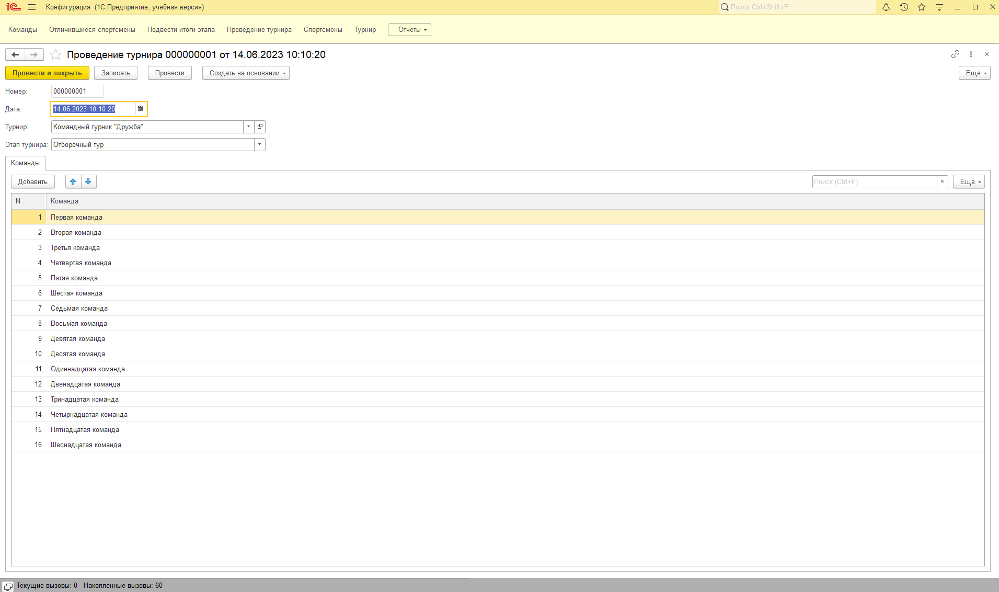 1С Конфигурация (1С:Предприятие, учебная версия) Поиск Ctrl+Shift+F
Команды Отличившиеся спортсмены Подвести итоги этапа Проведение турнира Спортсмены Турнир Отчеты
Проведение турнира 000000001 от 14.06.2023 10:10:20
Провести и закрыть Записать Провести Создать на основании Еще
Номер: 000000001
Дата: 14.06.2023 10:10:20
Турнир: Командный турник "Дружба"
Этап турнира: Отборочный тур
Команды
Добавить Поиск (Ctrl+F) × Еще
N Команда
1 Первая команда
2 Вторая команда
3 Третья команда
4 Четвертая команда
5 Пятая команда
6 Шестая команда
7 Седьмая команда
8 Восьмая команда
9 Девятая команда
10 Десятая команда
11 Одиннадцатая команда
12 Двенадцатая команда
13 Тринадцатая команда
14 Четырнадцатая команда
15 Пятнадцатая команда
16 Шеснадцатая команда
Текущие вызовы: 0 Накопленные вызовы: 60